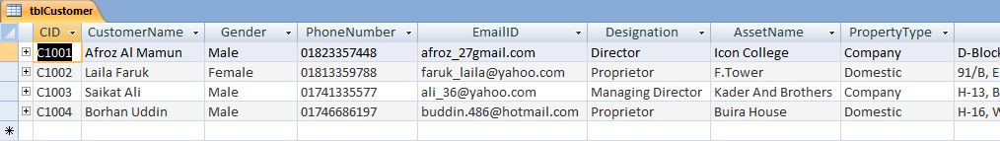 tblCustomer
CID CustomerName Gender PhoneNumber EmailID Designation AssetName PropertyType
C1001 Afroz Al Mamun Male 01823357448 afroz_27gmail.com Director Icon College Company D-Block
C1002 Laila Faruk Female 01813359788 faruk_laila@yahoo.com Proprietor F.Tower Domestic 91/B, E
C1003 Saikat Ali Male 01741335577 ali_36@yahoo.com Managing Director Kader And Brothers Company H-13, B
C1004 Borhan Uddin Male 01746686197 buddin.486@hotmail.com Proprietor Buira House Domestic H-16, W